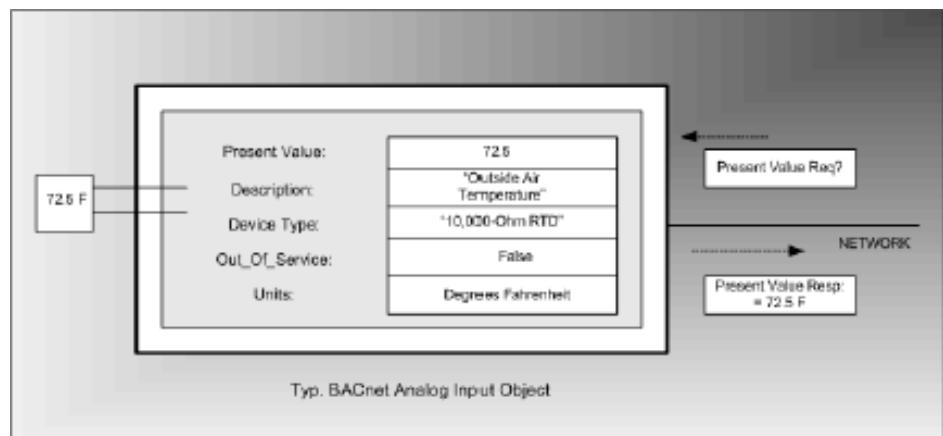 72.5 F
Present Value: 72.5
Description: "Outside Air
Temperature"
Device Type: "10,000-Ohm RTD"
Out_Of_Service: False
Units: Degrees Fahrenheit
Present Value Req?
NETWORK
Present Value Resp:
= 72.5 F
Typ. BACnet Analog Input Object